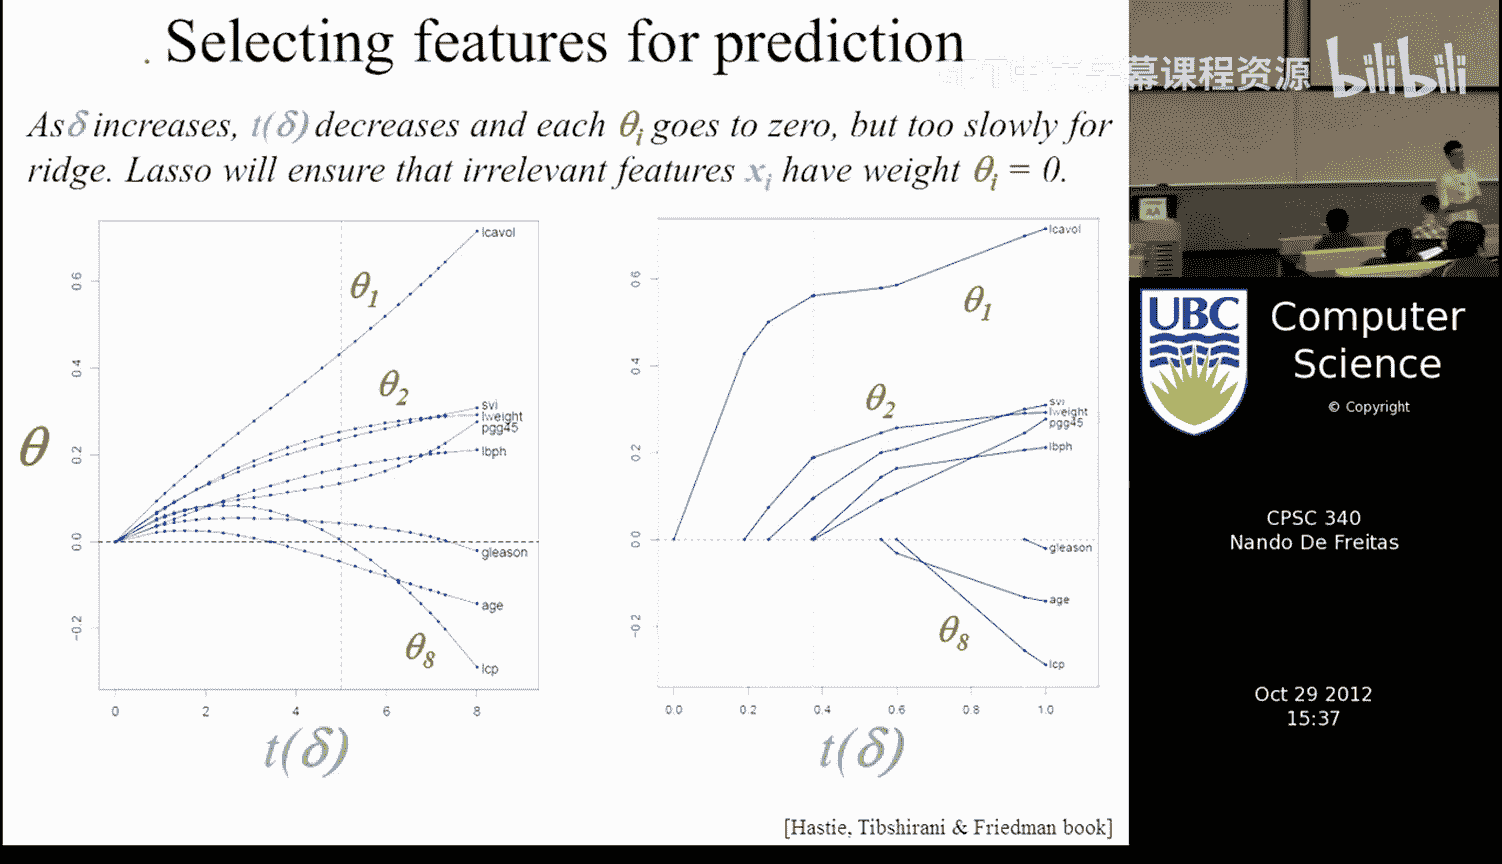 Selecting features for prediction
As δ increases, t(δ) decreases and each θi goes to zero, but too slowly for
ridge. Lasso will ensure that irrelevant features xi have weight θi = 0.
θ
0.6
0.4
0.2
0.0
-0.2
0
2
4
6
8
θ1
θ2
θ8
lcavol
svi
lweight
pgg45
lbph
gleason
age
lcp
t(δ)
0.6
0.4
0.2
0.0
-0.2
0.0
0.2
0.4
0.6
0.8
1.0
θ1
θ2
θ8
lcavol
svi
lweight
pgg45
lbph
gleason
age
lcp
t(δ)
[Hastie, Tibshirani & Friedman book]
幕课程资源
bilibili
UBC
Computer
Science
© Copyright
CPSC 340
Nando De Freitas
Oct 29 2012
15:37